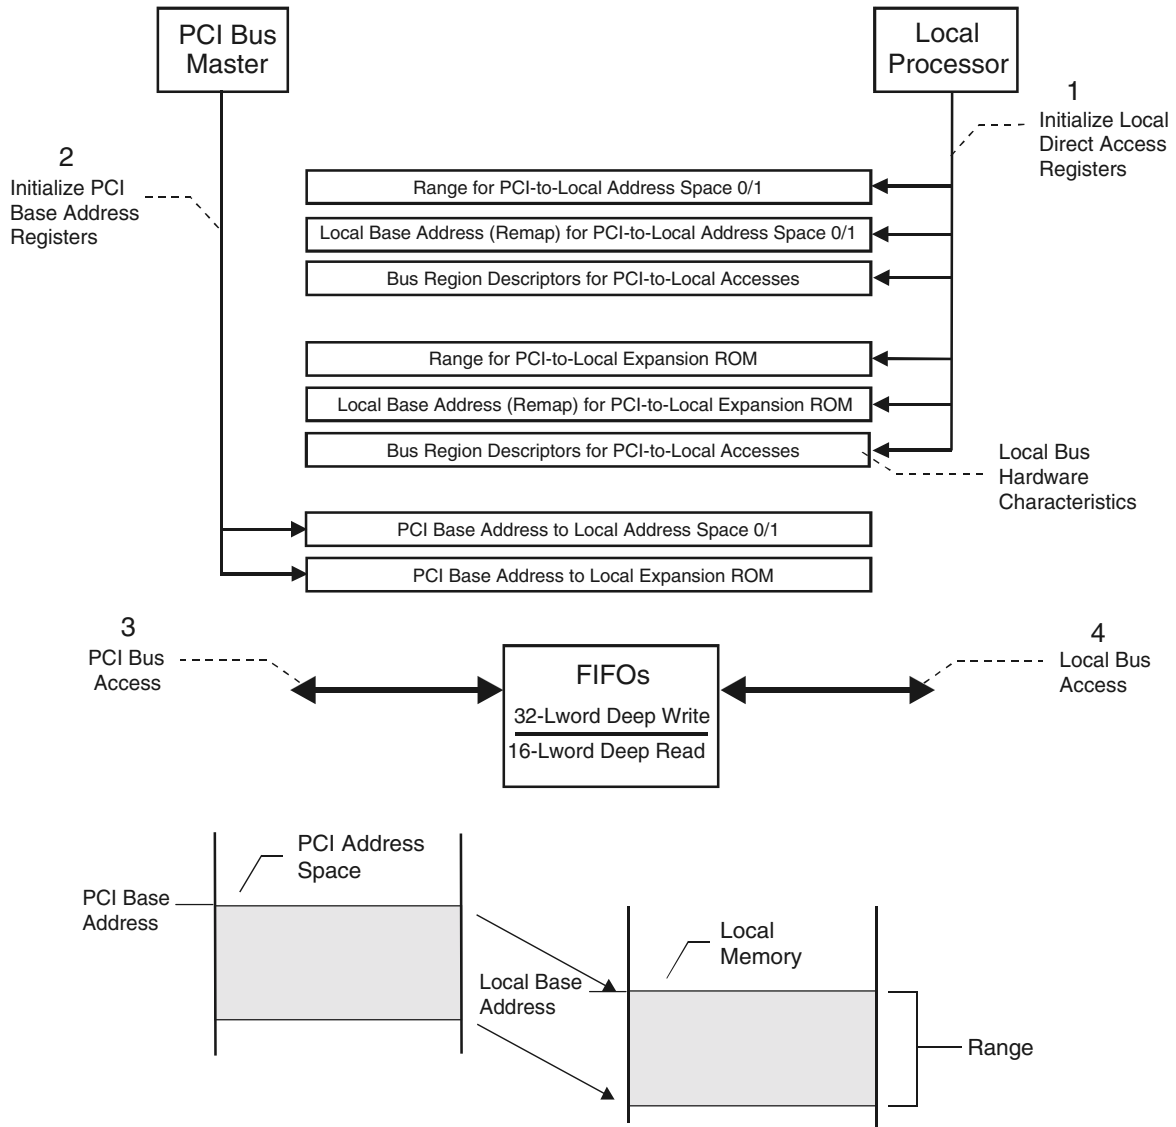 PCI Bus
Master
Local
Processor
1
Initialize Local
Direct Access
Registers
2
Initialize PCI
Base Address
Registers
Range for PCI-to-Local Address Space 0/1
Local Base Address (Remap) for PCI-to-Local Address Space 0/1
Bus Region Descriptors for PCI-to-Local Accesses
Range for PCI-to-Local Expansion ROM
Local Base Address (Remap) for PCI-to-Local Expansion ROM
Bus Region Descriptors for PCI-to-Local Accesses
Local Bus
Hardware
Characteristics
PCI Base Address to Local Address Space 0/1
PCI Base Address to Local Expansion ROM
3
PCI Bus
Access
FIFOs
32-Lword Deep Write
16-Lword Deep Read
4
Local Bus
Access
PCI Address
Space
PCI Base
Address
Local
Memory
Local Base
Address
Range